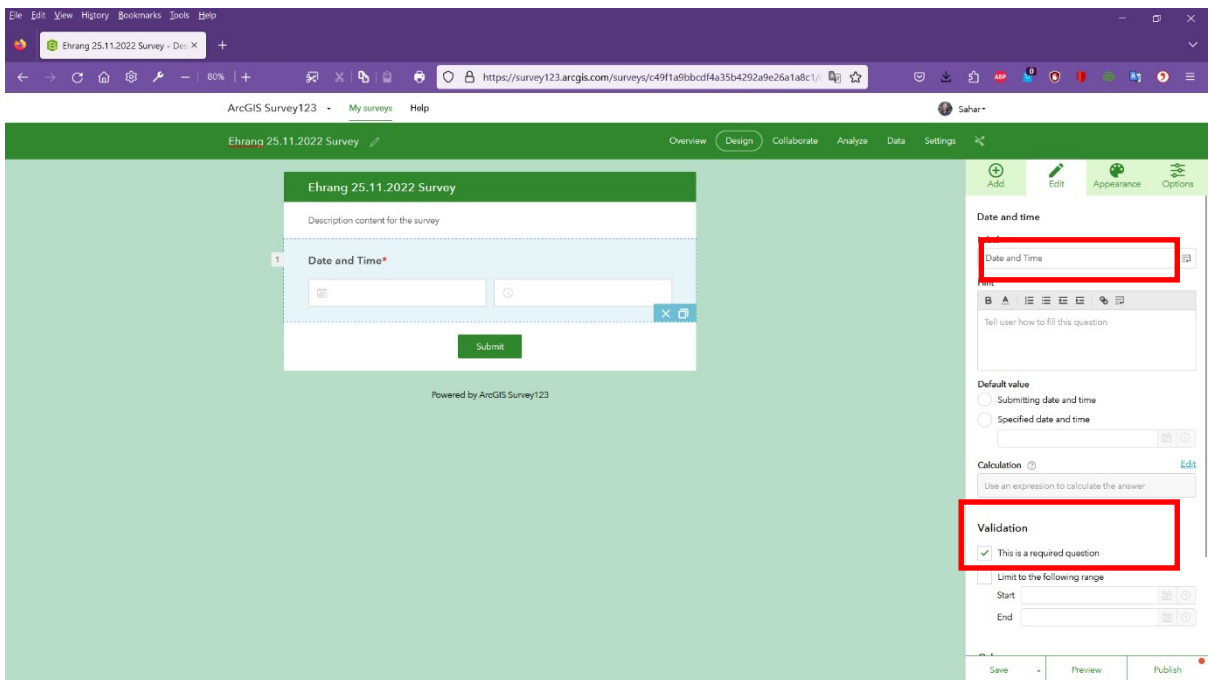 File Edit View History Bookmarks Tools Help
Ehrang 25.11.2022 Survey - Des
80%
https://survey123.arcgis.com/surveys/c49f1a9bbcdf4a35b4292a9e26a1a8c1/
ABP
ArcGIS Survey123 My surveys Help Sahar
Ehrang 25.11.2022 Survey Overview Design Collaborate Analyze Data Settings
Add Edit Appearance Options
Ehrang 25.11.2022 Survey
Description content for the survey
1 Date and Time*
Submit
Powered by ArcGIS Survey123
Date and time
Date and Time
Hint
B A
Tell user how to fill this question
Default value
Submitting date and time
Specified date and time
Calculation Edit
Use an expression to calculate the answer
Validation
This is a required question
Limit to the following range
Start
End
Save Preview Publish